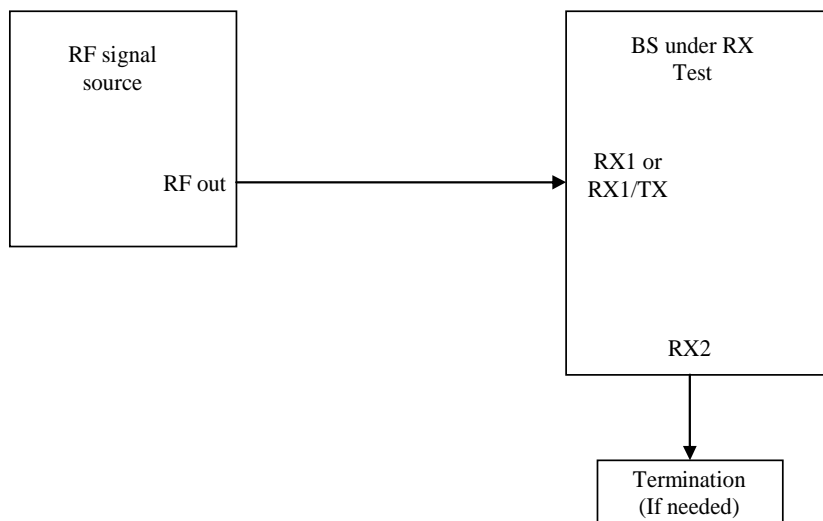 RF signal
source
RF out
BS under RX
Test
RX1 or
RX1/TX
RX2
Termination
(If needed)